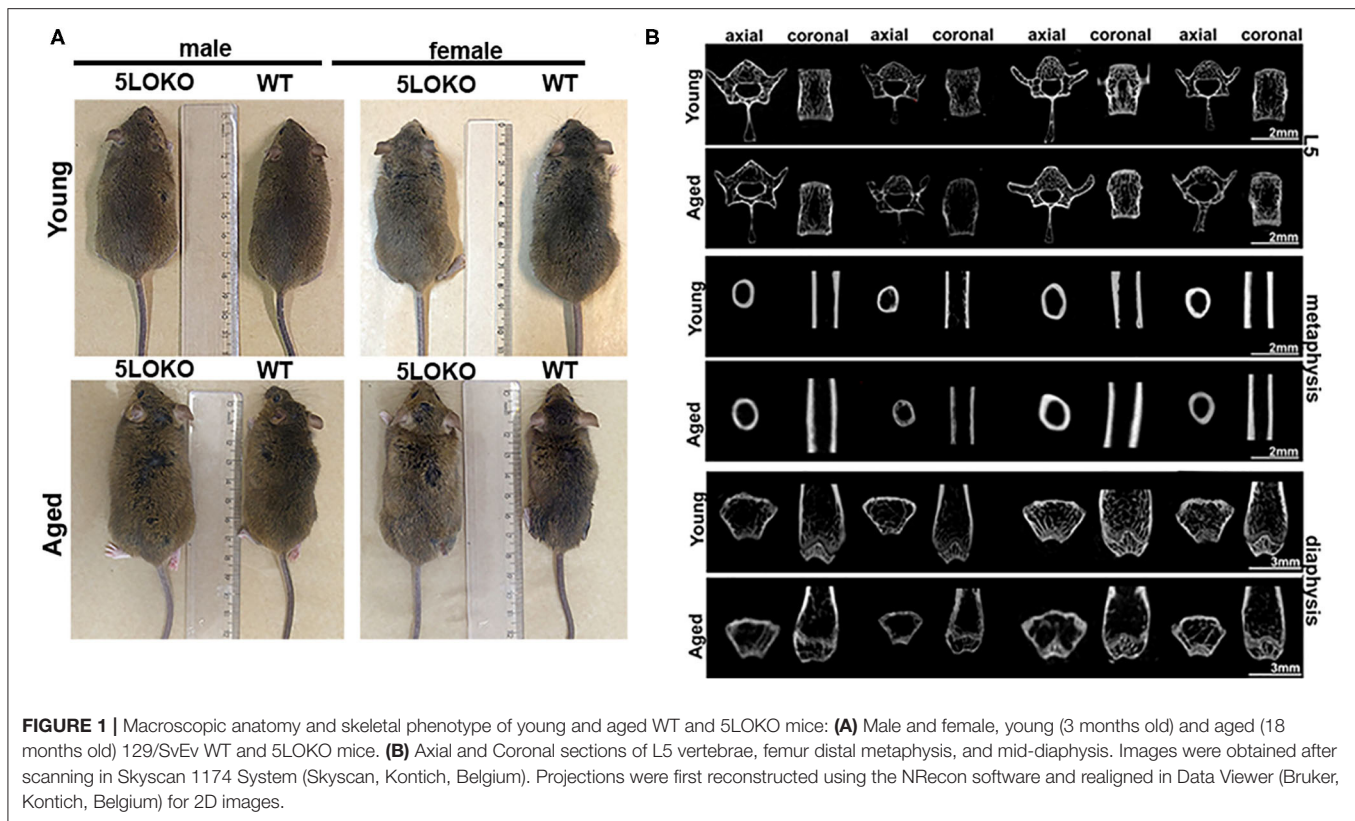 A
male
female
5LOKO
WT
5LOKO
WT
Young
5LOKO
WT
5LOKO
WT
Aged
B
axial
coronal
axial
coronal
axial
coronal
axial
coronal
Young
2mm
Aged
2mm
L5
Young
2mm
Aged
2mm
metaphysis
Young
3mm
Aged
3mm
diaphysis
FIGURE 1 | Macroscopic anatomy and skeletal phenotype of young and aged WT and 5LOKO mice: (A) Male and female, young (3 months old) and aged (18
months old) 129/SvEv WT and 5LOKO mice. (B) Axial and Coronal sections of L5 vertebrae, femur distal metaphysis, and mid-diaphysis. Images were obtained after
scanning in Skyscan 1174 System (Skyscan, Kontich, Belgium). Projections were first reconstructed using the NRecon software and realigned in Data Viewer (Bruker,
Kontich, Belgium) for 2D images.